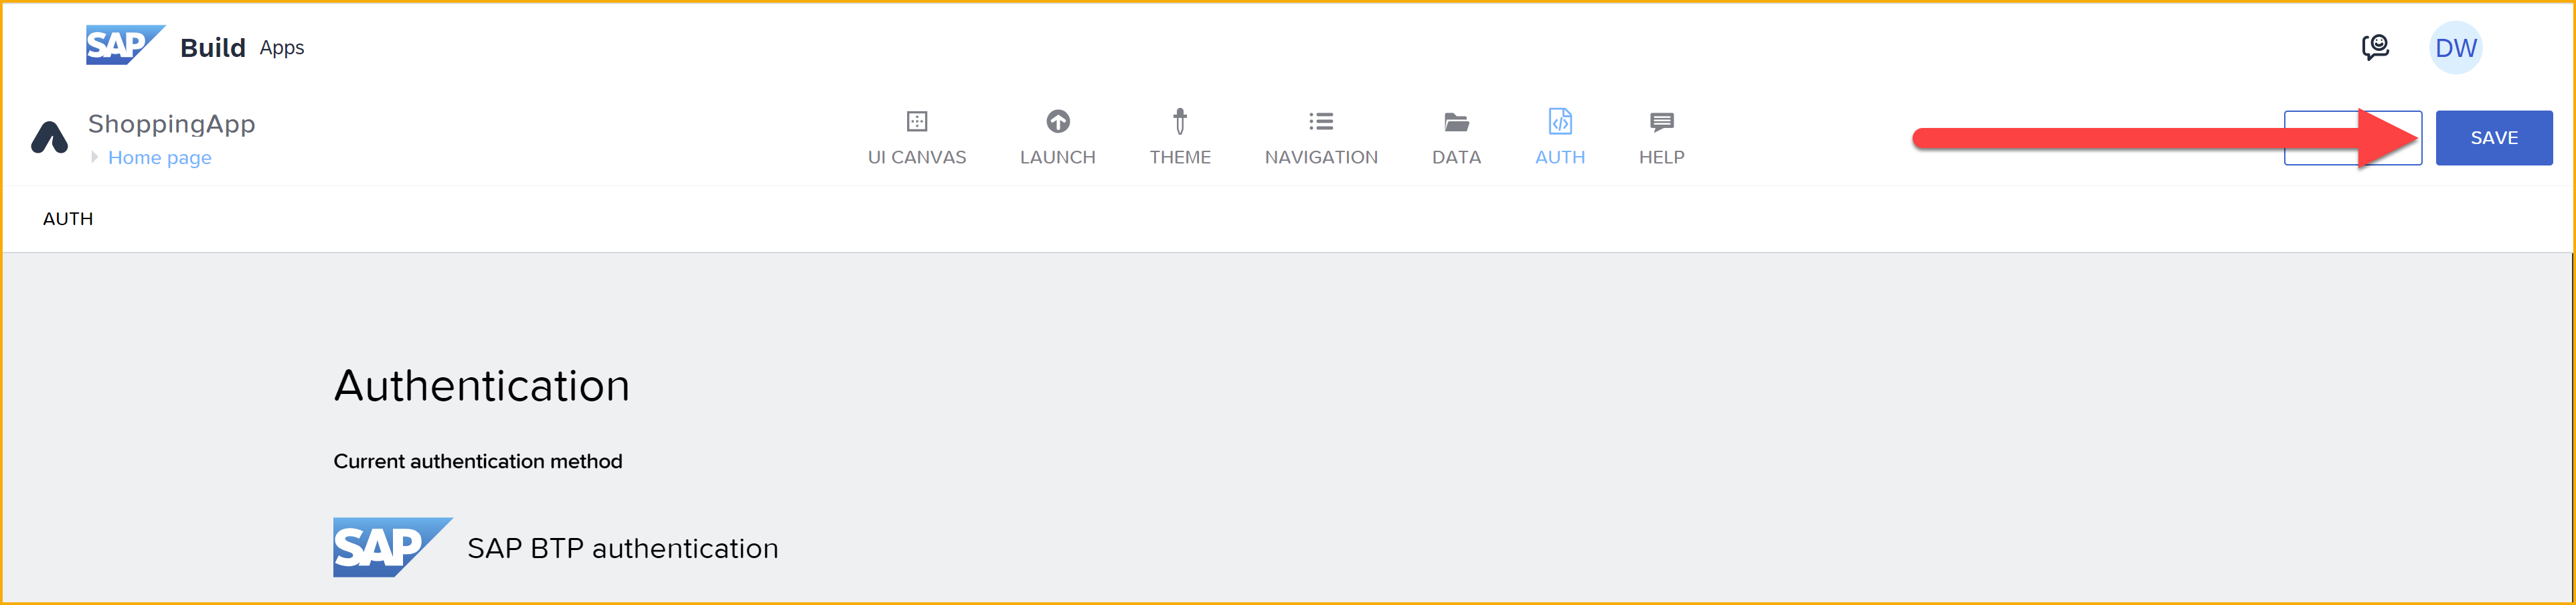 SAP Build Apps
DW
ShoppingApp
Home page
UI CANVAS LAUNCH THEME NAVIGATION DATA AUTH HELP
SAVE
AUTH
Authentication
Current authentication method
SAP SAP BTP authentication